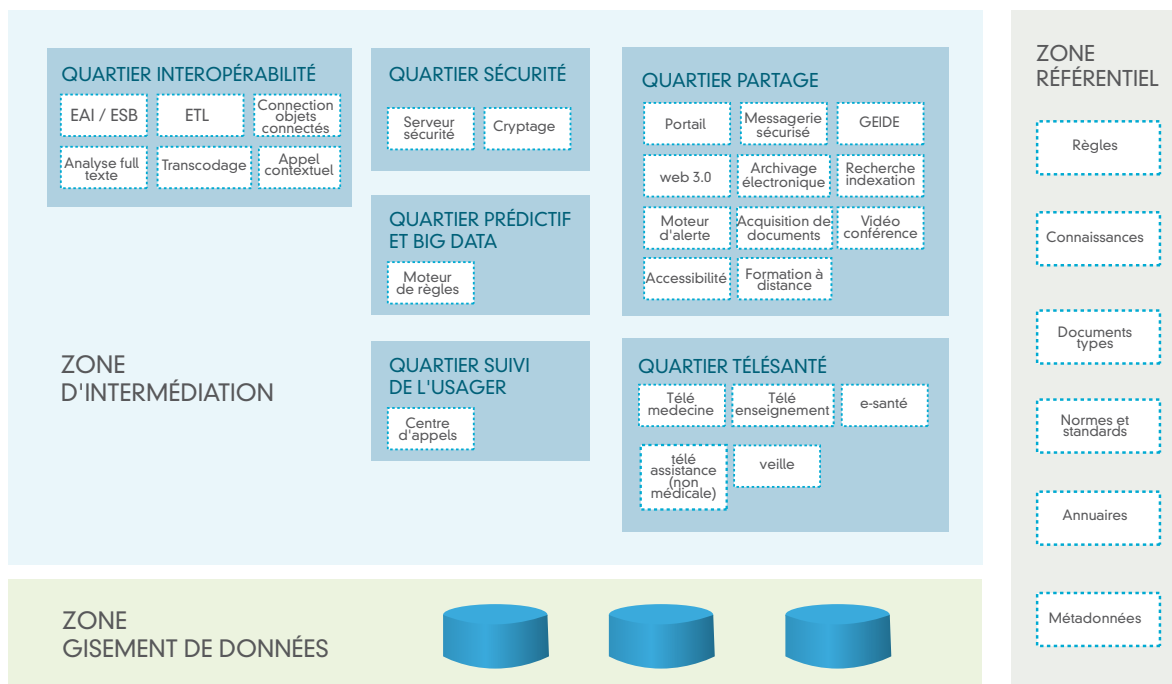 QUARTIER INTEROPÉRABILITÉ
EAI / ESB
ETL
Connection
objets
connectés
Analyse full
texte
Transcodage
Appel
contextuel
QUARTIER SÉCURITÉ
Serveur
sécurité
Cryptage
QUARTIER PRÉDICTIF
ET BIG DATA
Moteur
de règles
QUARTIER SUIVI
DE L'USAGER
Centre
d'appels
QUARTIER PARTAGE
Portail
Messagerie
sécurisé
GEIDE
web 3.0
Archivage
électronique
Recherche
indexation
Moteur
d'alerte
Acquisition de
documents
Vidéo
conférence
Accessibilité
Formation à
distance
QUARTIER TÉLÉSANTÉ
Télé
medecine
Télé
enseignement
e-santé
télé
assistance
(non
médicale)
veille
ZONE
D'INTERMÉDIATION
ZONE
GISEMENT DE DONNÉES
ZONE
RÉFÉRENTIEL
Règles
Connaissances
Documents
types
Normes et
standards
Annuaires
Métadonnées